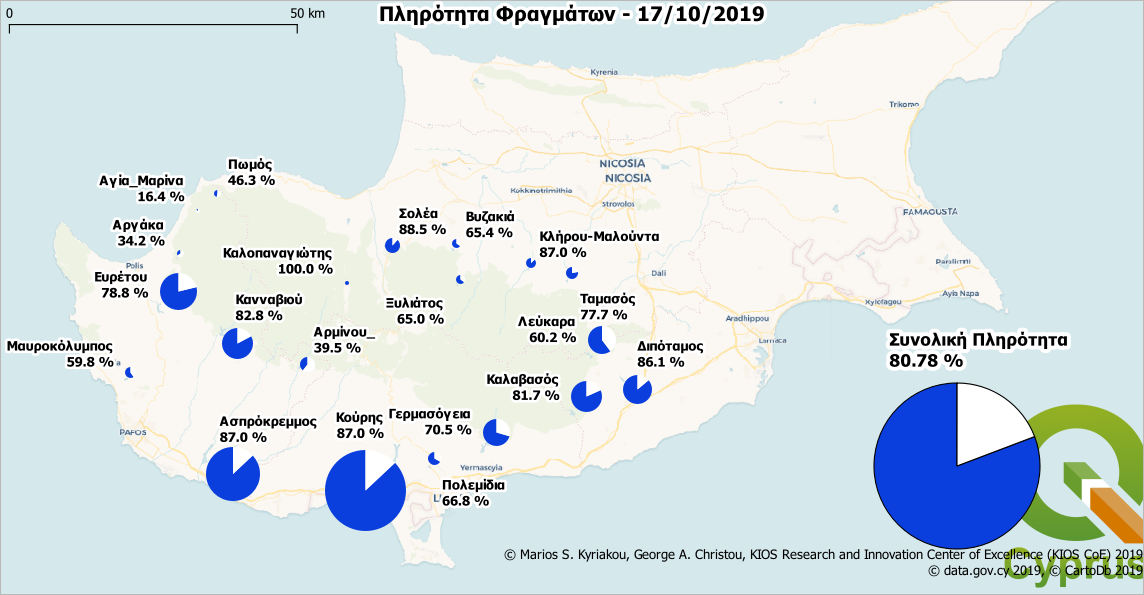 0 50 km
Πληρότητα Φραγμάτων - 17/10/2019
Kyrenia
Trikomo
Πωμός
46.3 %
Αγία_Μαρίνα
16.4 %
NICOSIA
NICOSIA
Kokkinotrimithia
Strovolos
FAMAGUSTA
Αργάκα
34.2 %
Σολέα
88.5 %
Βυζακιά
65.4 %
Κλήρου-Μαλούντα
87.0 %
Καλοπαναγιώτης
100.0 %
Polis
Dali
Paralimni
Ayia Napa
Xylofagou
Ευρέτου
78.8 %
Κανναβιού
82.8 %
Ξυλιάτος
65.0 %
Ταμασός
77.7 %
Λεύκαρα
60.2 %
Aradhippou
Larnaca
Αρμίνου_
39.5 %
Μαυροκόλυμπος
59.8 %
Διπόταμος
86.1 %
Συνολική Πληρότητα
80.78 %
Καλαβασός
81.7 %
PAFOS
Ασπρόκρεμμος
87.0 %
Κούρης
87.0 %
Γερμασόγεια
70.5 %
Yermasoyia
Πολεμίδια
66.8 %
© Marios S. Kyriakou, George A. Christou, KIOS Research and Innovation Center of Excellence (KIOS CoE) 2019
© data.gov.cy 2019, © CartoDb 2019
Cyprus